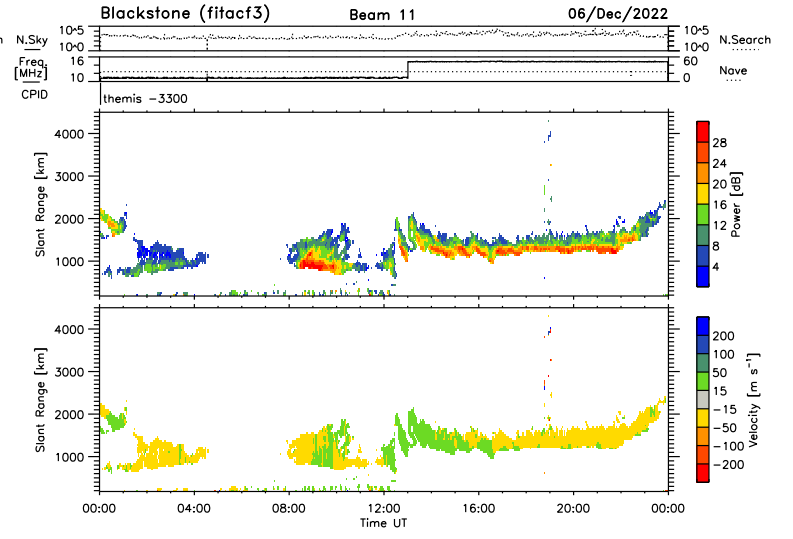 Blackstone (fitacf3) Beam 11 06/Dec/2022
N.Sky 10^5 10^0 10^5 10^0 N.Search
Freq. [MHz] 16 10 60 0 Nave
CPID themis -3300
Slant Range [km] 4000 3000 2000 1000
Power [dB] 28 24 20 16 12 8 4
Slant Range [km] 4000 3000 2000 1000
Velocity [m s⁻¹] 200 100 50 15 -15 -50 -100 -200
00:00 04:00 08:00 12:00 16:00 20:00 00:00
Time UT